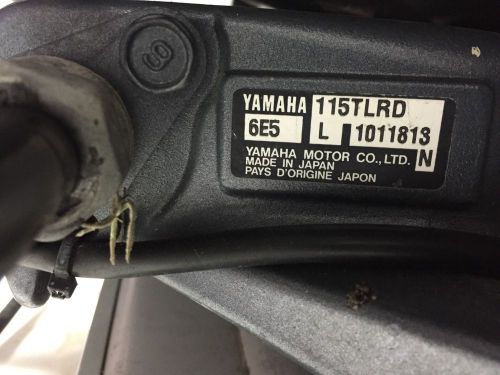 YAMAHA 115TLRD
6E5 L 1011813
YAMAHA MOTOR CO., LTD. N
MADE IN JAPAN
PAYS D'ORIGINE JAPON